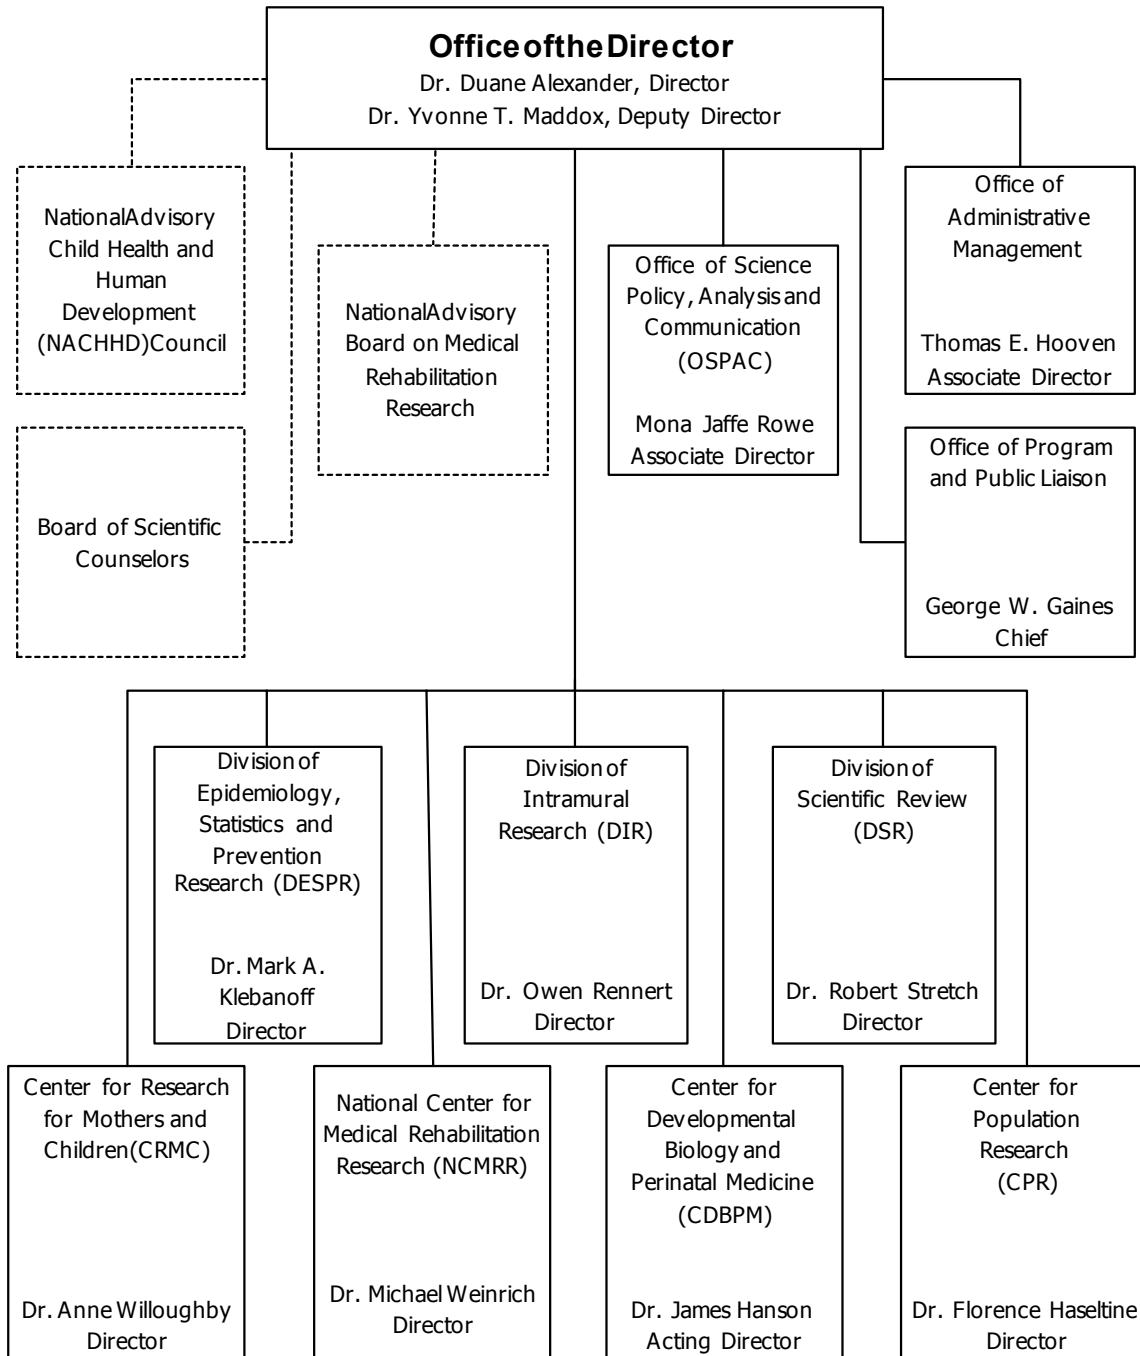 Office of the Director
Dr. Duane Alexander, Director
Dr. Yvonne T. Maddox, Deputy Director
National Advisory
Child Health and
Human
Development
(NACHHD) Council
National Advisory
Board on Medical
Rehabilitation
Research
Office of Science
Policy, Analysis and
Communication
(OSPAC)
Mona Jaffe Rowe
Associate Director
Office of
Administrative
Management
Thomas E. Hooven
Associate Director
Board of Scientific
Counselors
Office of Program
and Public Liaison
George W. Gaines
Chief
Division of
Epidemiology,
Statistics and
Prevention
Research (DESPR)
Dr. Mark A.
Klebanoff
Director
Division of
Intramural
Research (DIR)
Dr. Owen Rennert
Director
Division of
Scientific Review
(DSR)
Dr. Robert Stretch
Director
Center for Research
for Mothers and
Children (CRMC)
Dr. Anne Willoughby
Director
National Center for
Medical Rehabilitation
Research (NCMRR)
Dr. Michael Weinrich
Director
Center for
Developmental
Biology and
Perinatal Medicine
(CDBPM)
Dr. James Hanson
Acting Director
Center for
Population
Research
(CPR)
Dr. Florence Haseltine
Director